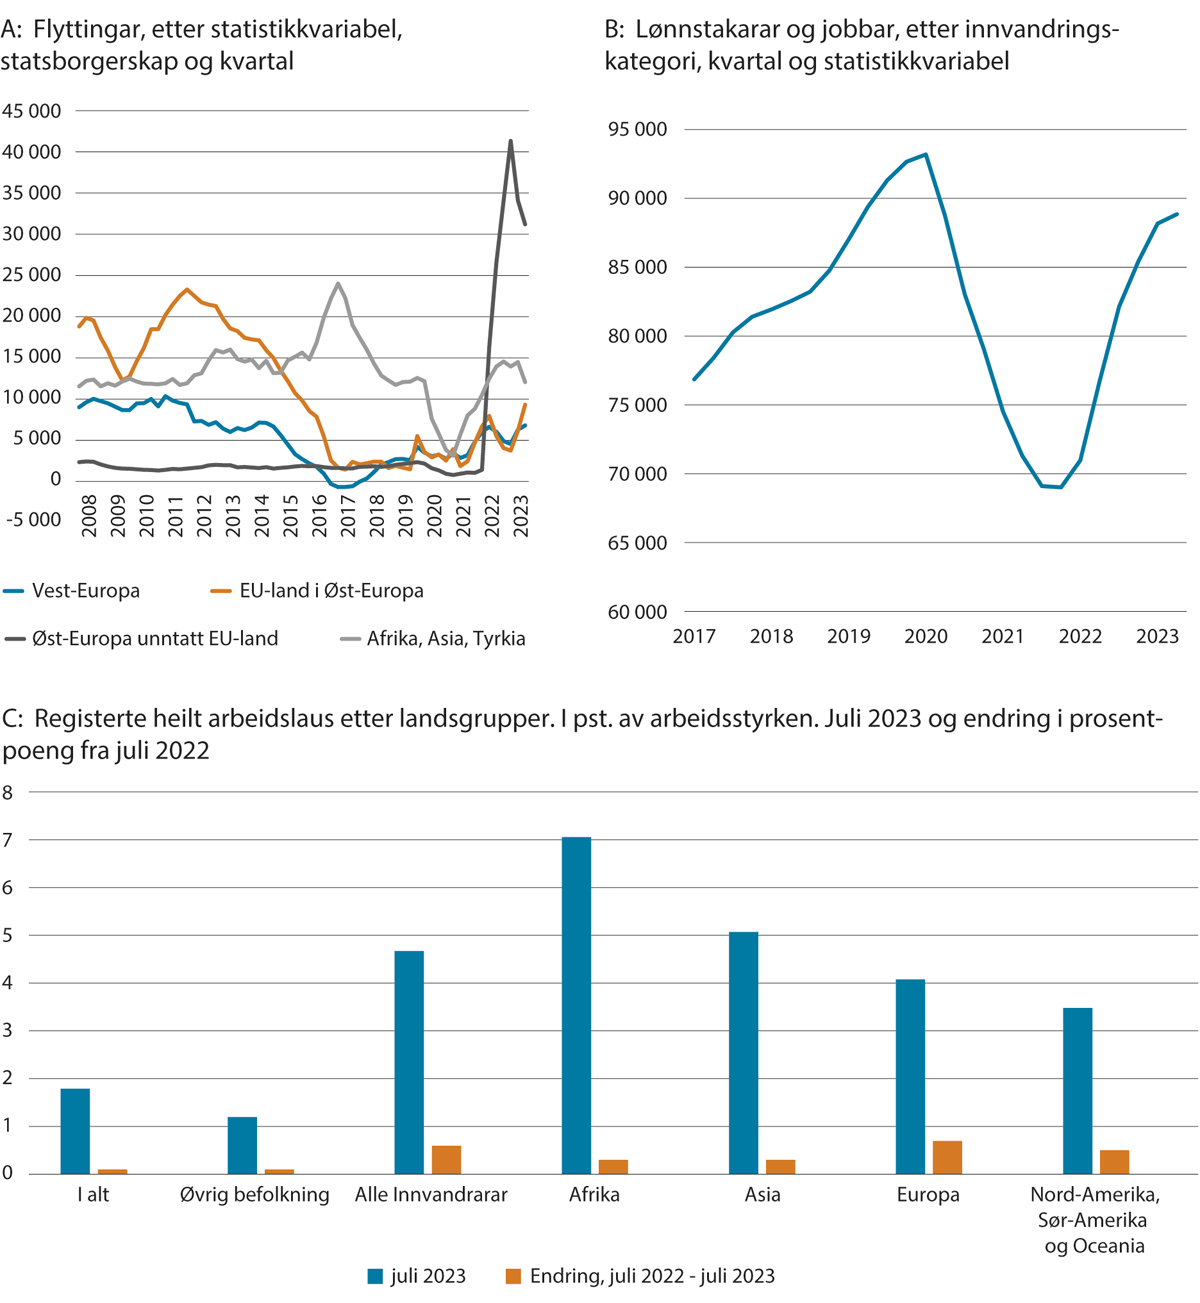 A: Flyttingar, etter statistikkvariabel,
statsborgerskap og kvartal
45 000
40 000
35 000
30 000
25 000
20 000
15 000
10 000
5 000
0
-5 000
2008
2009
2010
2011
2012
2013
2014
2015
2016
2017
2018
2019
2020
2021
2022
2023
Vest-Europa
EU-land i Øst-Europa
Øst-Europa unntatt EU-land
Afrika, Asia, Tyrkia
B: Lønnstakarar og jobbar, etter innvandrings-
kategori, kvartal og statistikkvariabel
95 000
90 000
85 000
80 000
75 000
70 000
65 000
60 000
2017
2018
2019
2020
2021
2022
2023
C: Registerte heilt arbeidslaus etter landsgrupper. I pst. av arbeidsstyrken. Juli 2023 og endring i prosent-
poeng fra juli 2022
8
7
6
5
4
3
2
1
0
I alt
Øvrig befolkning
Alle Innvandrarar
Afrika
Asia
Europa
Nord-Amerika,
Sør-Amerika
og Oceania
juli 2023
Endring, juli 2022 - juli 2023